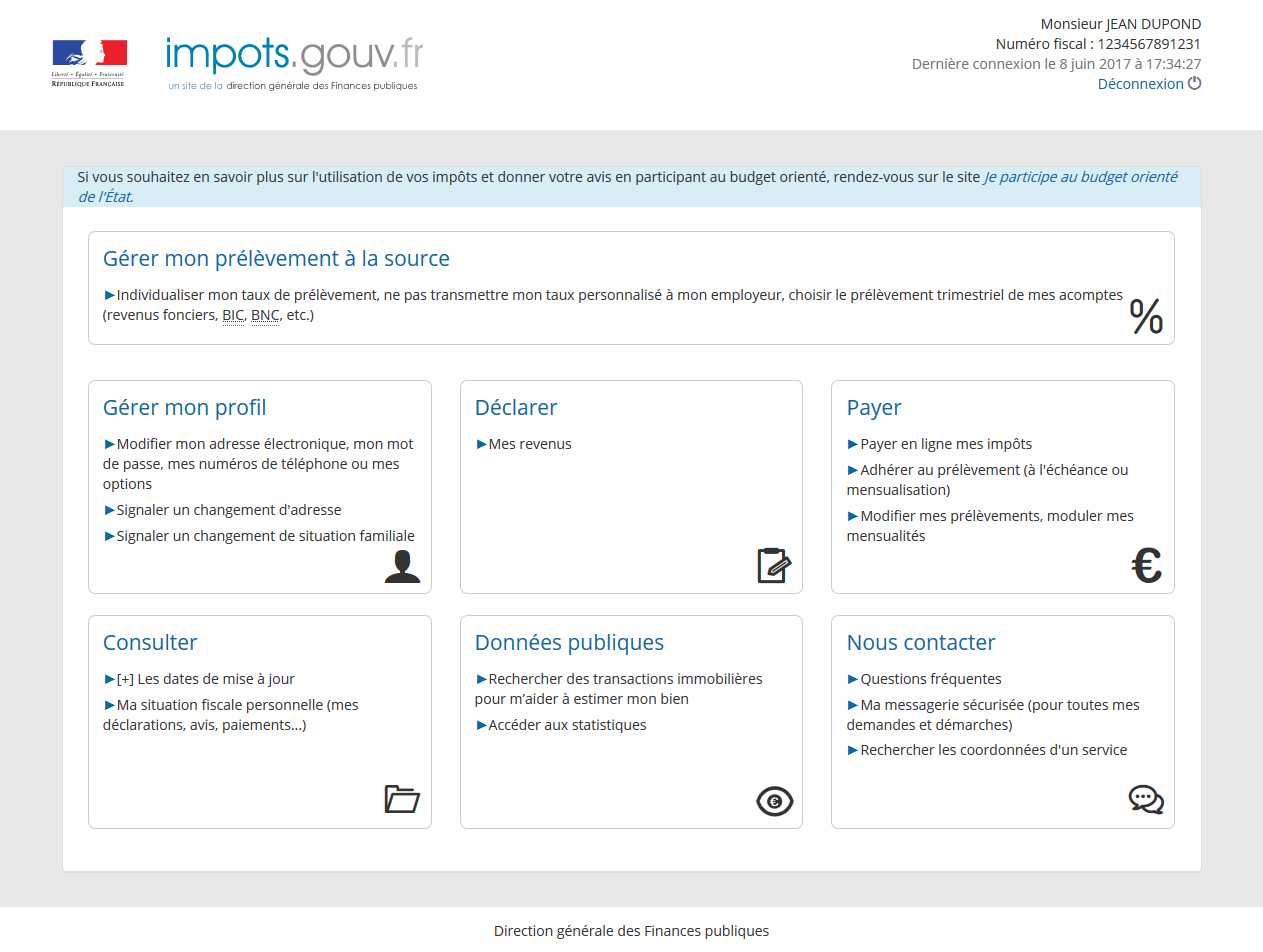 Monsieur JEAN DUPOND
Numéro fiscal : 1234567891231
Dernière connexion le 8 juin 2017 à 17:34:27
Déconnexion
Liberté • Égalité • Fraternité
RÉPUBLIQUE FRANÇAISE
impots.gouv.fr
un site de la direction générale des Finances publiques
Si vous souhaitez en savoir plus sur l'utilisation de vos impôts et donner votre avis en participant au budget orienté, rendez-vous sur le site Je participe au budget orienté
de l'État.
Gérer mon prélèvement à la source
►Individualiser mon taux de prélèvement, ne pas transmettre mon taux personnalisé à mon employeur, choisir le prélèvement trimestriel de mes acomptes
(revenus fonciers, BIC, BNC, etc.)
%
Gérer mon profil
►Modifier mon adresse électronique, mon mot
de passe, mes numéros de téléphone ou mes
options
►Signaler un changement d'adresse
►Signaler un changement de situation familiale
Déclarer
►Mes revenus
Payer
►Payer en ligne mes impôts
►Adhérer au prélèvement (à l'échéance ou
mensualisation)
►Modifier mes prélèvements, moduler mes
mensualités
€
Consulter
►[+] Les dates de mise à jour
►Ma situation fiscale personnelle (mes
déclarations, avis, paiements...)
Données publiques
►Rechercher des transactions immobilières
pour m’aider à estimer mon bien
►Accéder aux statistiques
€
Nous contacter
►Questions fréquentes
►Ma messagerie sécurisée (pour toutes mes
demandes et démarches)
►Rechercher les coordonnées d'un service
Direction générale des Finances publiques